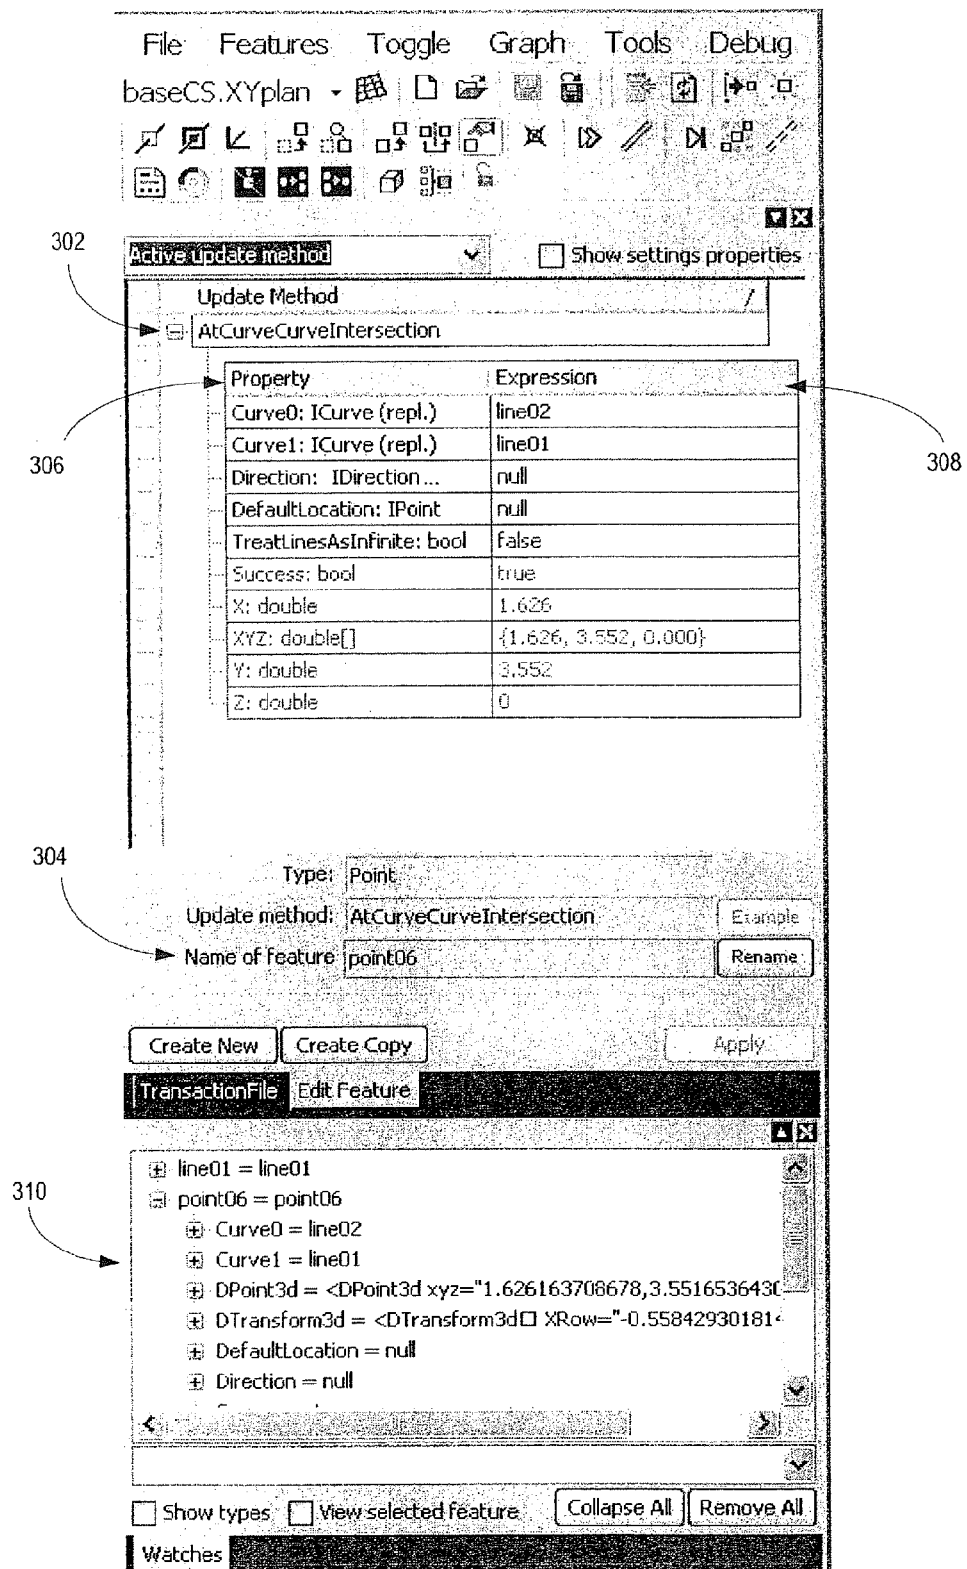 File Features Toggle Graph Tools Debug
baseCS.XYplan
302
Active update method
Show settings properties
Update Method /
AtCurveCurveIntersection
Property Expression
Curve0: ICurve (repl.) line02
Curve1: ICurve (repl.) line01
306
308
Direction: IDirection... null
DefaultLocation: IPoint null
TreatLinesAsInfinite: bool false
Success: bool true
X: double 1.626
XYZ: double[] {1.626, 3.552, 0.000}
Y: double 3.552
Z: double 0
304
Type: Point
Update method: AtCurveCurveIntersection Example
Name of feature point06 Rename
Create New Create Copy Apply
TransactionFile Edit Feature
310
line01 = line01
point06 = point06
Curve0 = line02
Curve1 = line01
DPoint3d = <DPoint3d xyz="1.626163708678,3.5516536430
DTransform3d = <DTransform3d□ XRow="-0.55842930181
DefaultLocation = null
Direction = null
Show types View selected feature Collapse All Remove All
Watches